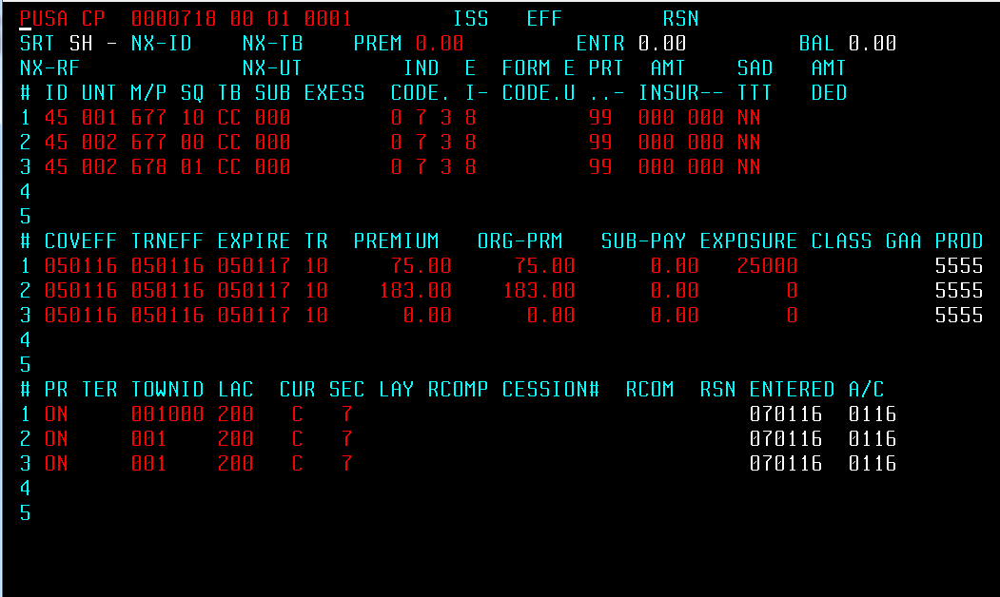 PUSA CP 0000718 00 01 0001 ISS EFF RSN
SRT SH - NX-ID NX-TB PREM 0.00 ENTR 0.00 BAL 0.00
NX-RF NX-UT IND E FORM E PRT AMT SAD AMT
# ID UNT M/P SQ TB SUB EXESS CODE. I- CODE.U ..- INSUR-- TTT DED
1 45 001 677 10 CC 000 0 7 3 8 99 000 000 NN
2 45 002 677 00 CC 000 0 7 3 8 99 000 000 NN
3 45 002 678 01 CC 000 0 7 3 8 99 000 000 NN
4
5
# COVEFF TRNEFF EXPIRE TR PREMIUM ORG-PRM SUB-PAY EXPOSURE CLASS GAA PROD
1 050116 050116 050117 10 75.00 75.00 0.00 25000 5555
2 050116 050116 050117 10 183.00 183.00 0.00 0 5555
3 050116 050116 050117 10 0.00 0.00 0.00 0 5555
4
5
# PR TER TOWNID LAC CUR SEC LAY RCOMP CESSION# RCOM RSN ENTERED A/C
1 ON 001000 200 C 7 070116 0116
2 ON 001 200 C 7 070116 0116
3 ON 001 200 C 7 070116 0116
4
5